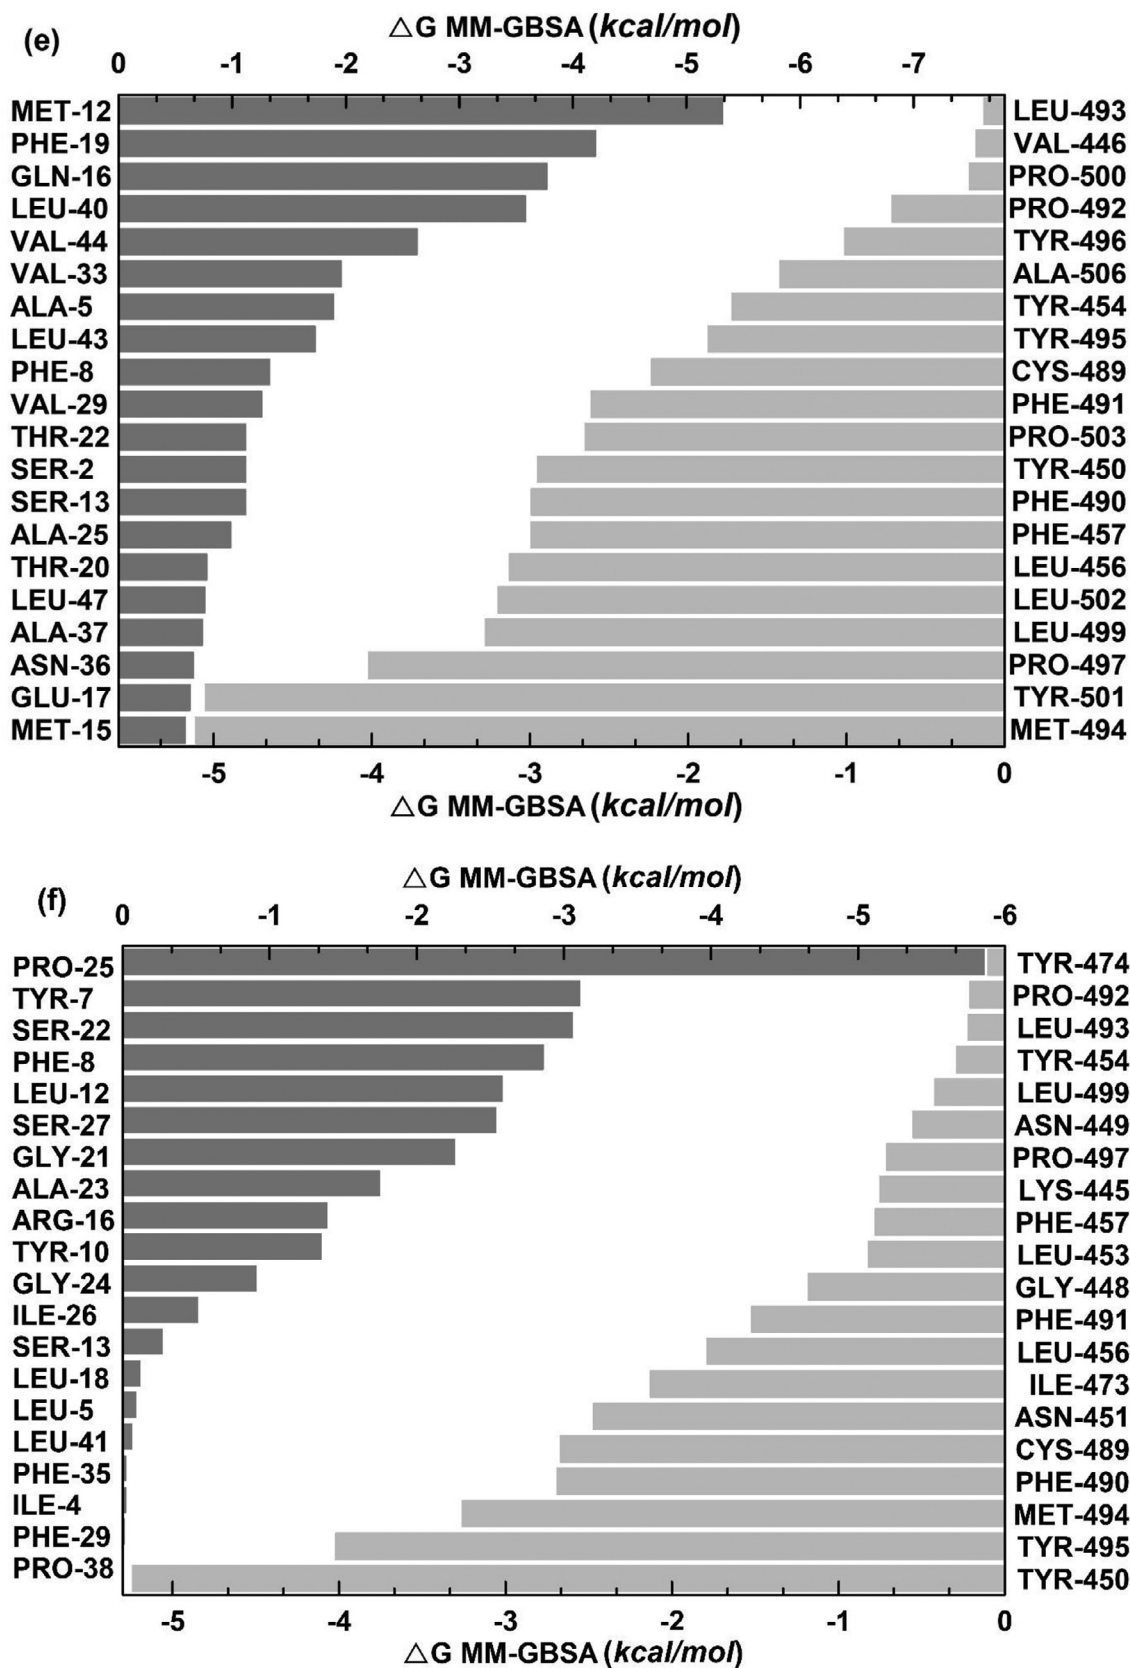 (e)
△G MM-GBSA (kcal/mol)
0 -1 -2 -3 -4 -5 -6 -7
MET-12 LEU-493
PHE-19 VAL-446
GLN-16 PRO-500
LEU-40 PRO-492
VAL-44 TYR-496
VAL-33 ALA-506
ALA-5 TYR-454
LEU-43 TYR-495
PHE-8 CYS-489
VAL-29 PHE-491
THR-22 PRO-503
SER-2 TYR-450
SER-13 PHE-490
ALA-25 PHE-457
THR-20 LEU-456
LEU-47 LEU-502
ALA-37 LEU-499
ASN-36 PRO-497
GLU-17 TYR-501
MET-15 MET-494
-5 -4 -3 -2 -1 0
△G MM-GBSA (kcal/mol)
(f)
△G MM-GBSA (kcal/mol)
0 -1 -2 -3 -4 -5 -6
PRO-25 TYR-474
TYR-7 PRO-492
SER-22 LEU-493
PHE-8 TYR-454
LEU-12 LEU-499
SER-27 ASN-449
GLY-21 PRO-497
ALA-23 LYS-445
ARG-16 PHE-457
TYR-10 LEU-453
GLY-24 GLY-448
ILE-26 PHE-491
SER-13 LEU-456
LEU-18 ILE-473
LEU-5 ASN-451
LEU-41 CYS-489
PHE-35 PHE-490
ILE-4 MET-494
PHE-29 TYR-495
PRO-38 TYR-450
-5 -4 -3 -2 -1 0
△G MM-GBSA (kcal/mol)